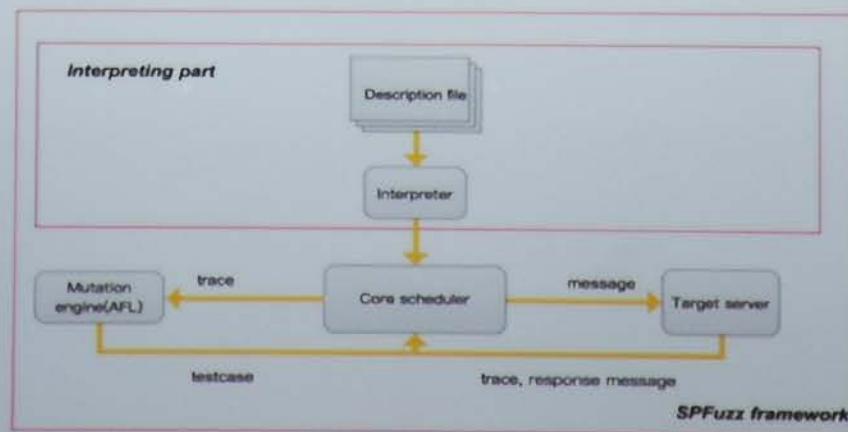 Interpreting part
Description file
Interpreter
Mutation
engine(AFL)
trace
Core scheduler
message
Target server
testcase
trace, response message
SPFuzz framework